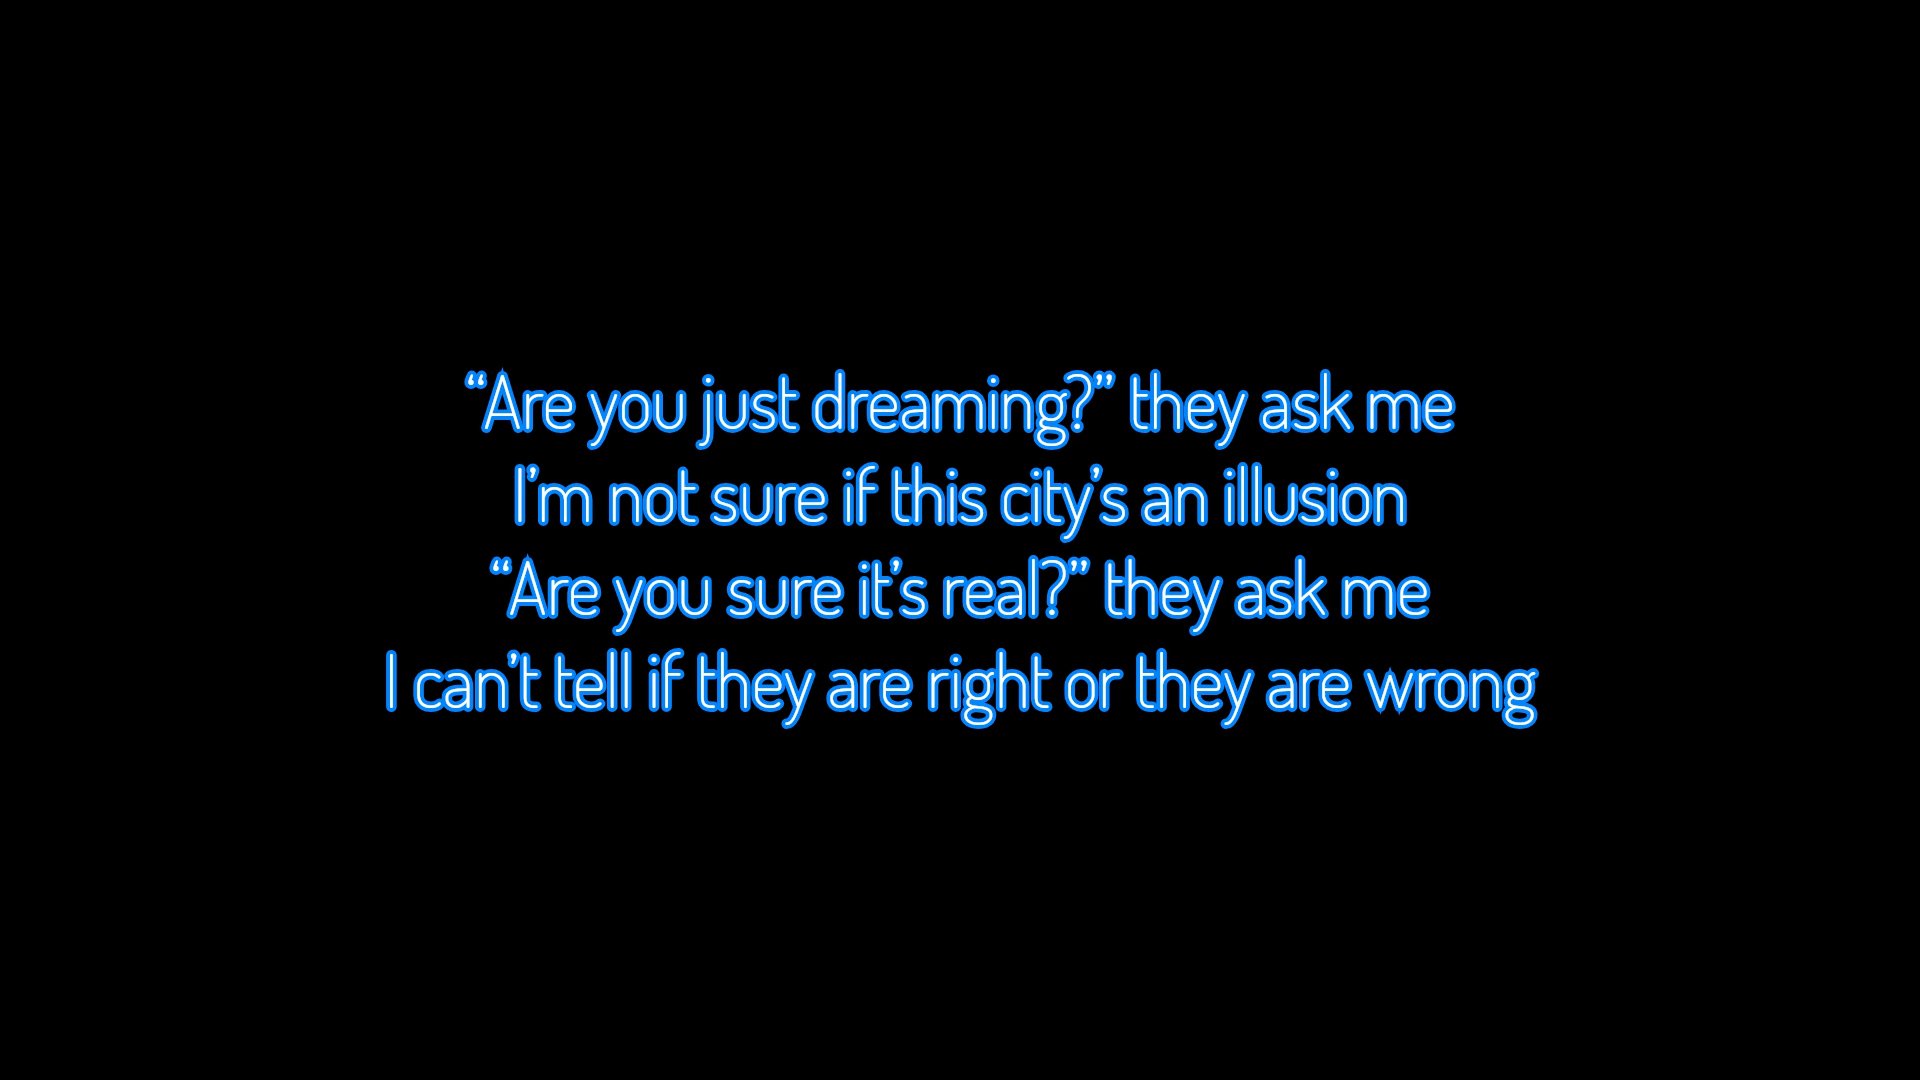 “Are you just dreaming?” they ask me
I’m not sure if this city’s an illusion
“Are you sure it’s real?” they ask me
I can’t tell if they are right or they are wrong